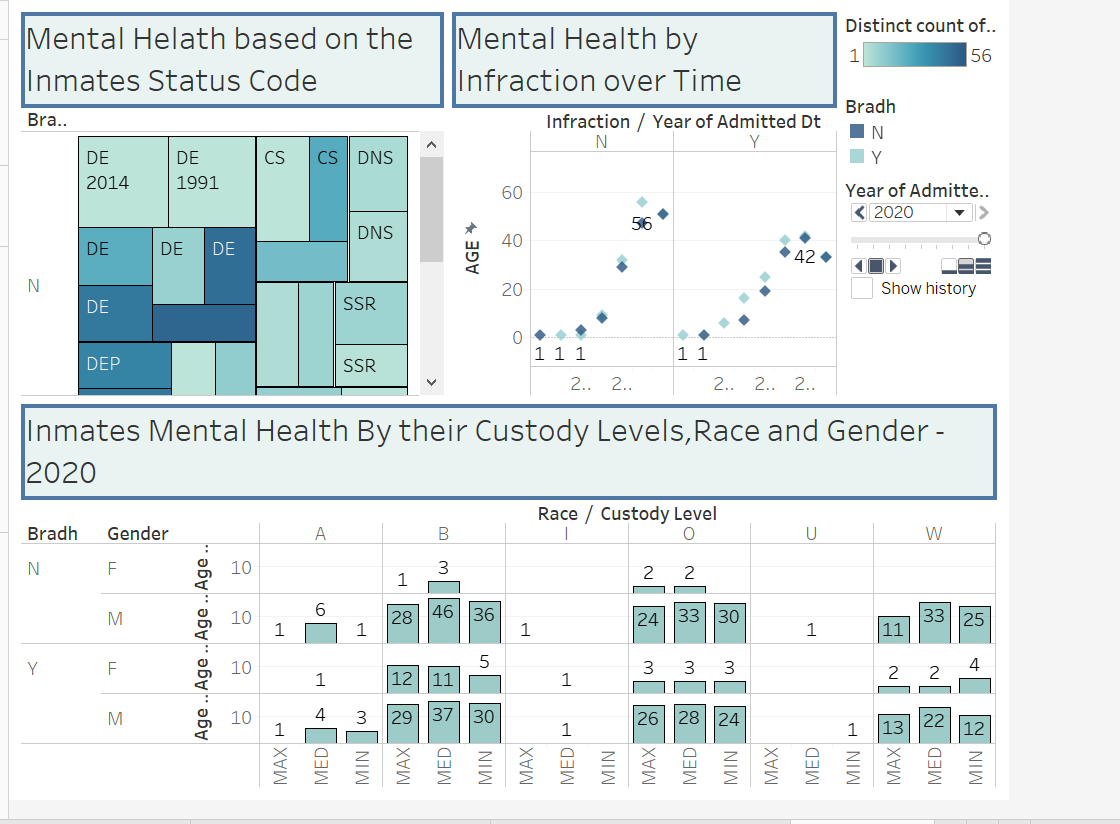 Mental Helath based on the
Inmates Status Code
Mental Health by
Infraction over Time
Distinct count of..
1 56
Bradh
N
Y
Year of Admitte..
2020
Show history
Bra..
N
DE
2014
DE
1991
CS
CS
DNS
DE
DE
DE
DNS
DE
SSR
DEP
SSR
Infraction / Year of Admitted Dt
N Y
AGE
60
40
20
0
56
42
1 1 1 1 1
2.. 2.. 2.. 2.. 2..
Inmates Mental Health By their Custody Levels,Race and Gender -
2020
Race / Custody Level
Bradh Gender A B I O U W
N F Age .. 10 1 3 2 2
M Age .. 10 1 6 1 28 46 36 1 24 33 30 1 11 33 25
Y F Age .. 10 1 12 11 5 1 3 3 3 2 2 4
M Age .. 10 1 4 3 29 37 30 1 26 28 24 1 13 22 12
MAX MED MIN MAX MED MIN MAX MED MIN MAX MED MIN MAX MED MIN MAX MED MIN